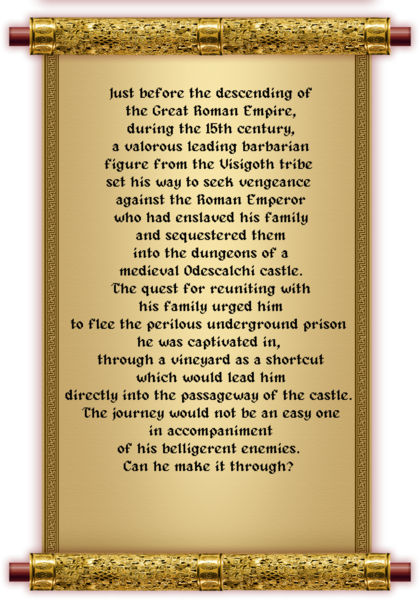 Just before the descending of
the Great Roman Empire,
during the 15th century,
a valorous leading barbarian
figure from the Visigoth tribe
set his way to seek vengeance
against the Roman Emperor
who had enslaved his family
and sequestered them
into the dungeons of a
medieval Odescalchi castle.
The quest for reuniting with
his family urged him
to flee the perilous underground prison
he was captivated in,
through a vineyard as a shortcut
which would lead him
directly into the passageway of the castle.
The journey would not be an easy one
in accompaniment
of his belligerent enemies.
Can he make it through?